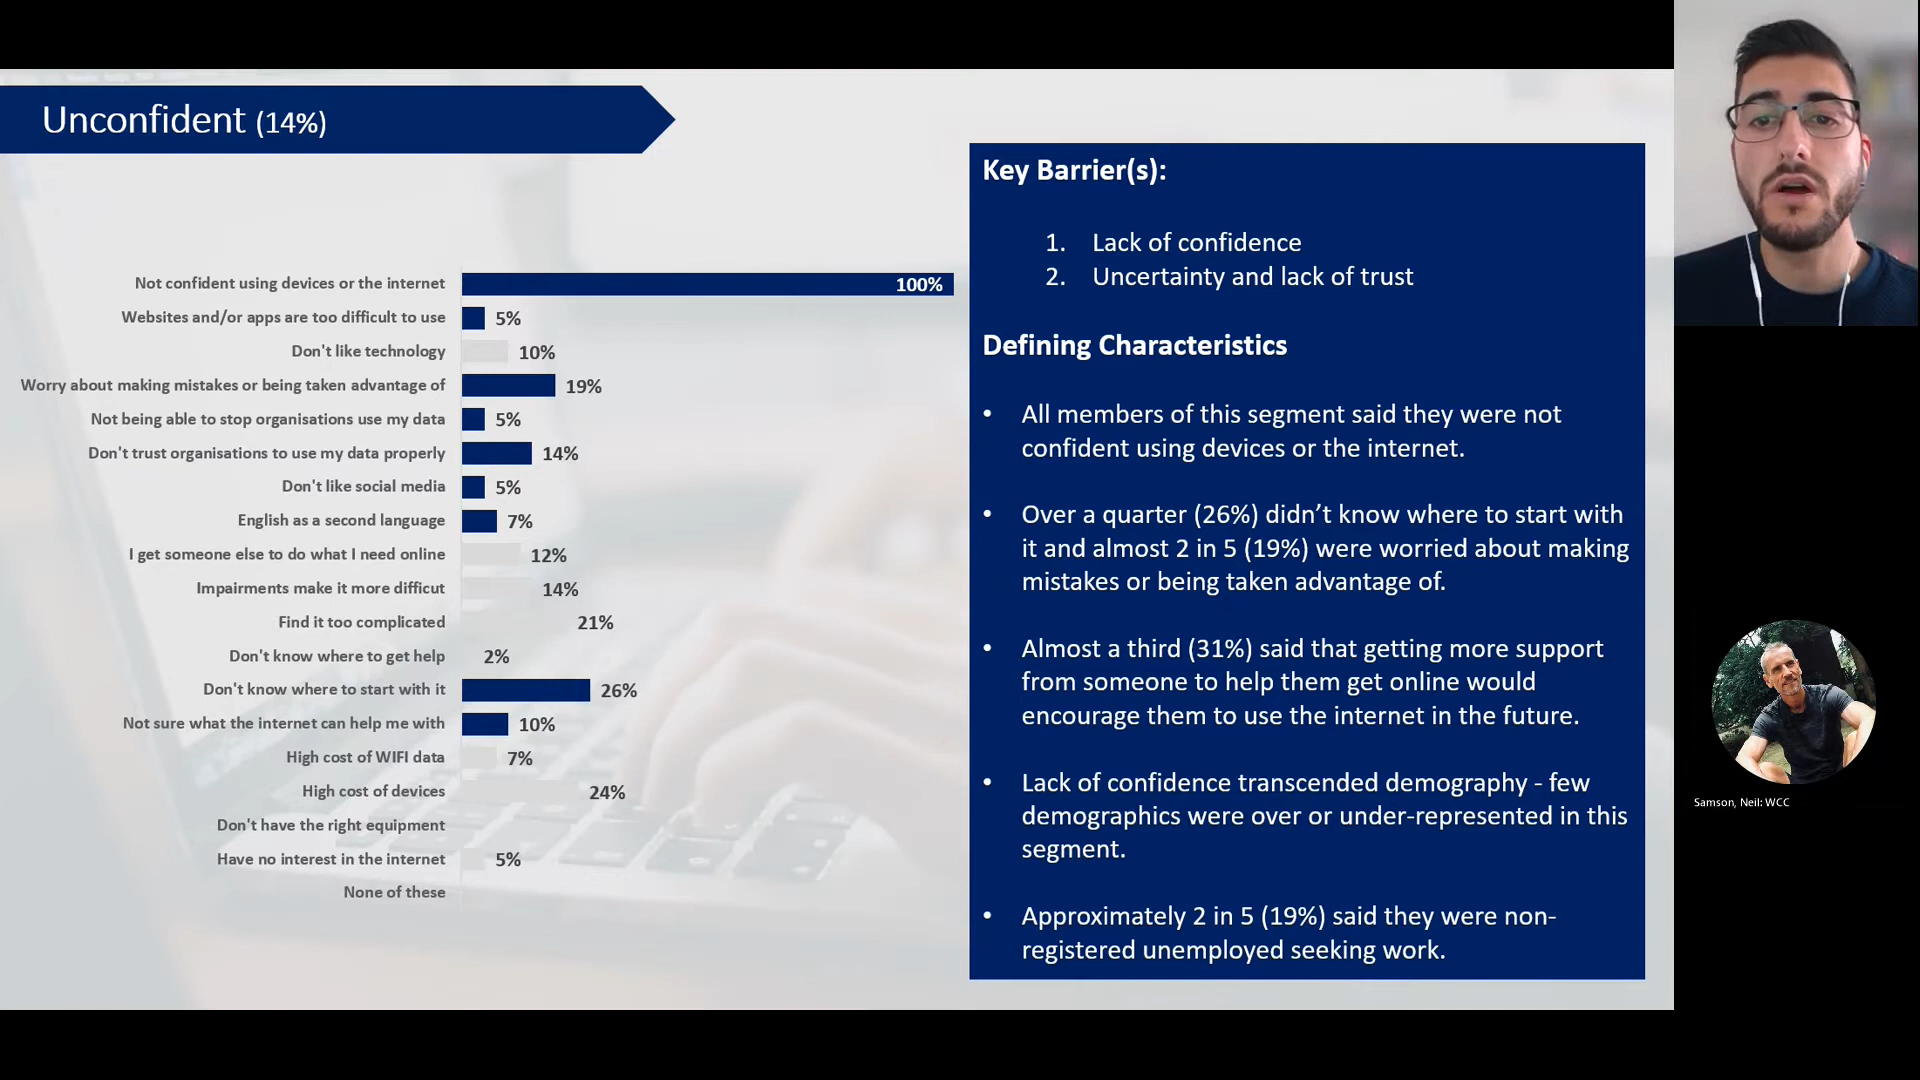 Unconfident (14%)
Not confident using devices or the internet 100%
Websites and/or apps are too difficult to use 5%
Don't like technology 10%
Worry about making mistakes or being taken advantage of 19%
Not being able to stop organisations use my data 5%
Don't trust organisations to use my data properly 14%
Don't like social media 5%
English as a second language 7%
I get someone else to do what I need online 12%
Impairments make it more difficut 14%
Find it too complicated 21%
Don't know where to get help 2%
Don't know where to start with it 26%
Not sure what the internet can help me with 10%
High cost of WIFI data 7%
High cost of devices 24%
Don't have the right equipment
Have no interest in the internet 5%
None of these
Key Barrier(s):
1. Lack of confidence
2. Uncertainty and lack of trust
Defining Characteristics
• All members of this segment said they were not
confident using devices or the internet.
• Over a quarter (26%) didn’t know where to start with
it and almost 2 in 5 (19%) were worried about making
mistakes or being taken advantage of.
• Almost a third (31%) said that getting more support
from someone to help them get online would
encourage them to use the internet in the future.
• Lack of confidence transcended demography - few
demographics were over or under-represented in this
segment.
• Approximately 2 in 5 (19%) said they were non-
registered unemployed seeking work.
Samson, Neil: WCC